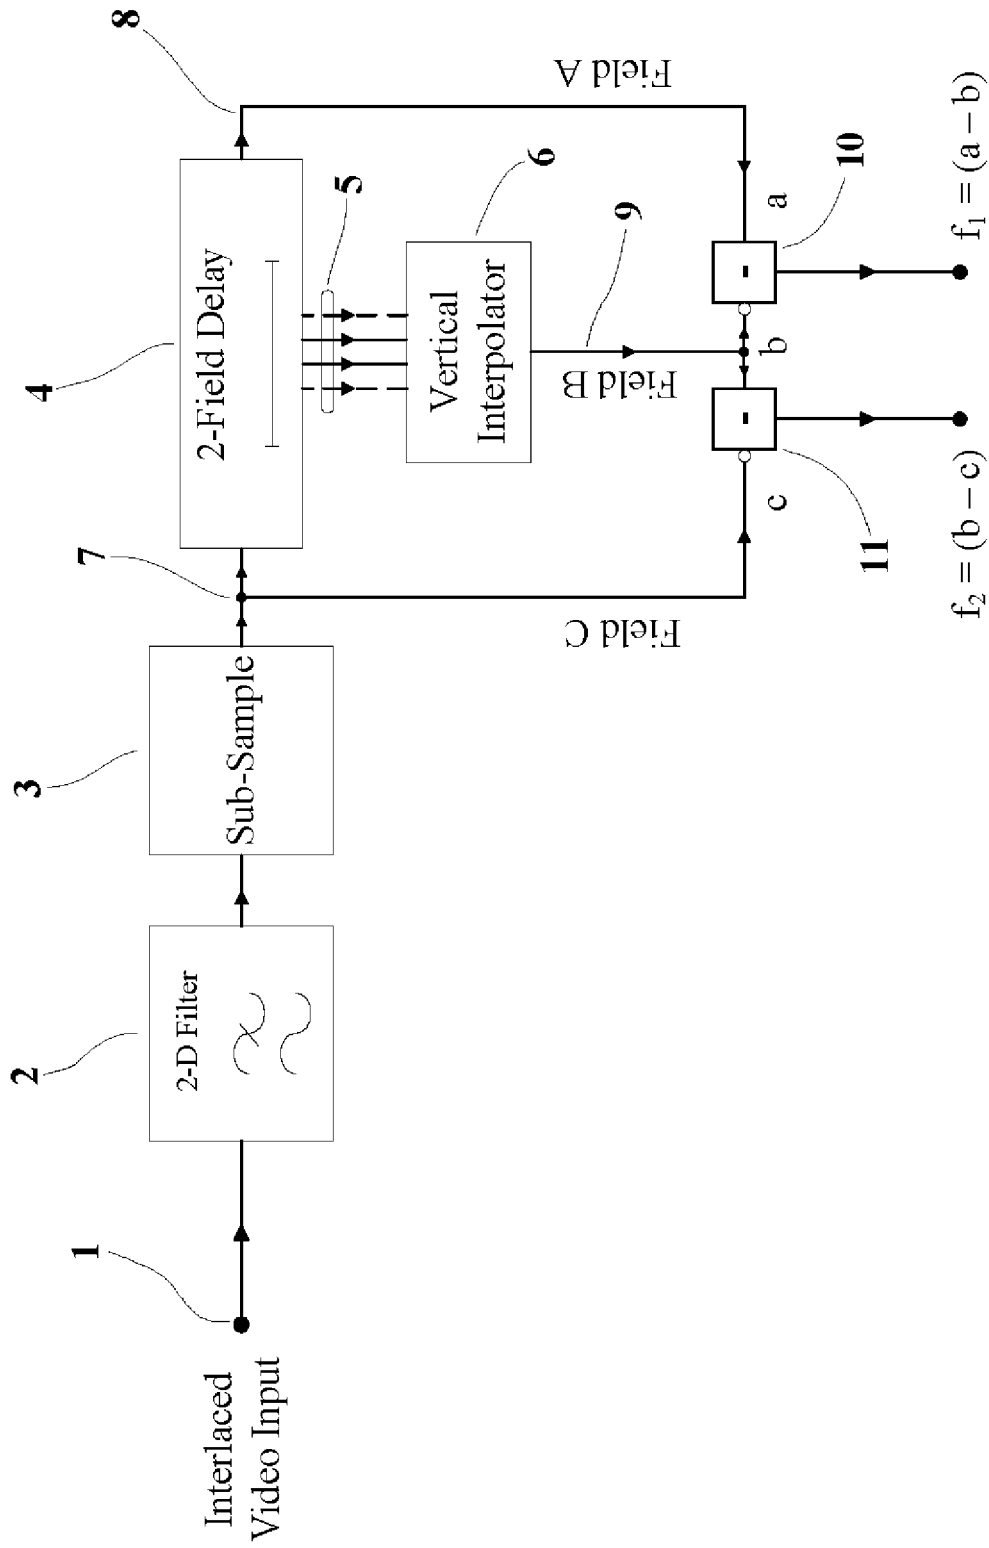 8
4
7
3
2
1
5
6
9
10
11
2-Field Delay
Sub-Sample
2-D Filter
Interlaced
Video Input
Vertical
Interpolator
Field A
Field B
Field C
a
b
c
f₁ = (a – b)
f₂ = (b – c)